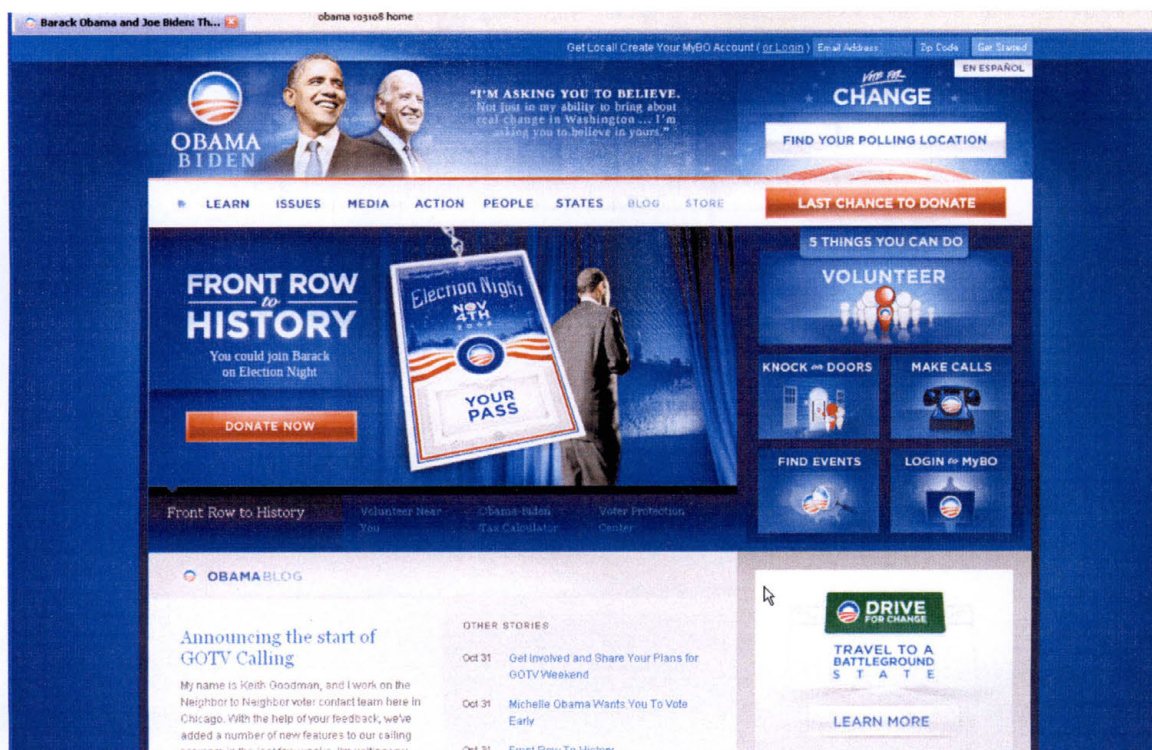 Barack Obama and Joe Biden: Th...
obama 103108 home
Get Local! Create Your MyBO Account ( or Login )
Email Address
Zip Code
Get Started
EN ESPAÑOL
OBAMA
BIDEN
"I'M ASKING YOU TO BELIEVE.
Not just in my ability to bring about
real change in Washington ... I'm
asking you to believe in yours."
VOTE FOR
CHANGE
FIND YOUR POLLING LOCATION
LEARN ISSUES MEDIA ACTION PEOPLE STATES BLOG STORE
LAST CHANCE TO DONATE
FRONT ROW
to
HISTORY
You could join Barack
on Election Night
DONATE NOW
Election Night
NOV
4TH
2008
YOUR
PASS
5 THINGS YOU CAN DO
VOLUNTEER
KNOCK on DOORS
MAKE CALLS
FIND EVENTS
LOGIN to MyBO
Front Row to History
Volunteer Near
You
Obama-Biden
Tax Calculator
Voter Protection
Center
OBAMABLOG
Announcing the start of
GOTV Calling
My name is Keith Goodman, and I work on the
Neighbor to Neighbor voter contact team here in
Chicago. With the help of your feedback, we've
added a number of new features to our calling
OTHER STORIES
Oct 31 Get Involved and Share Your Plans for
GOTV Weekend
Oct 31 Michelle Obama Wants You To Vote
Early
Oct 31 Front Row To History
DRIVE
FOR CHANGE
TRAVEL TO A
BATTLEGROUND
STATE
LEARN MORE